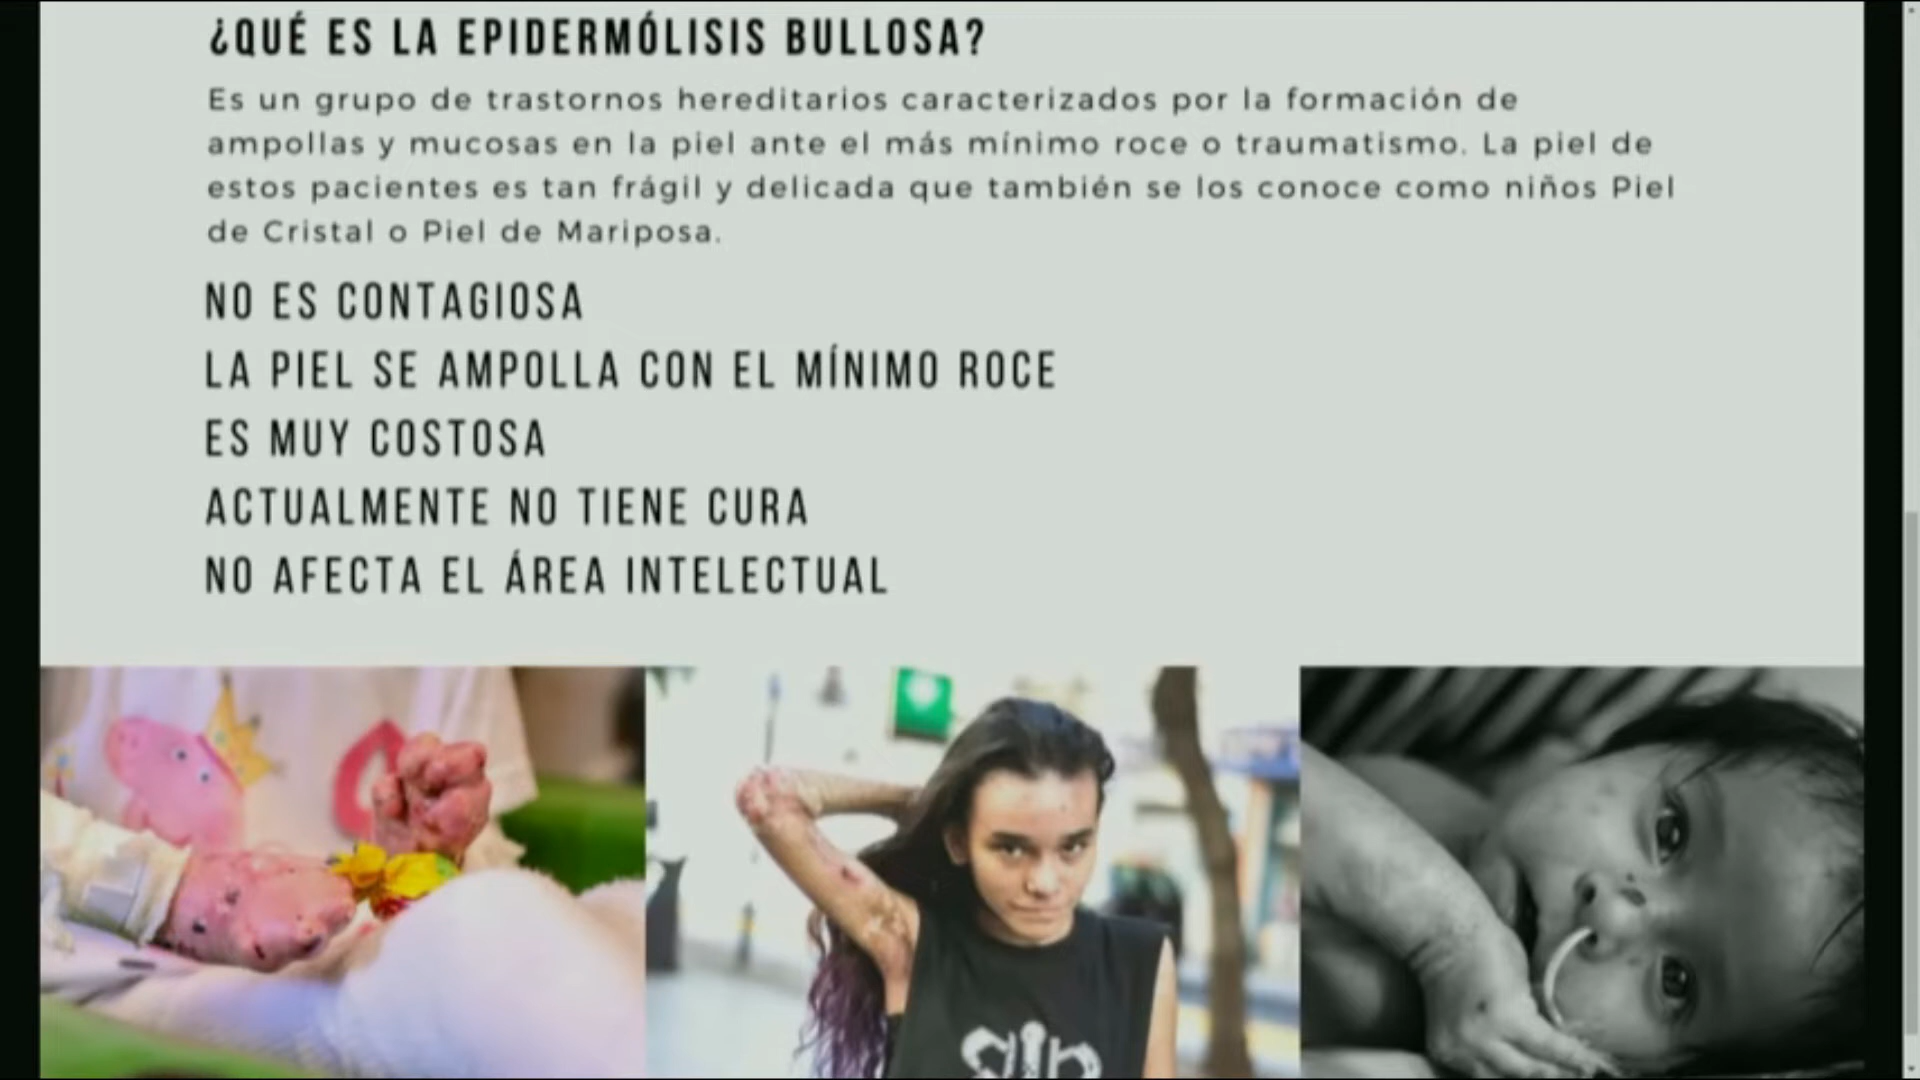 ¿QUÉ ES LA EPIDERMÓLISIS BULLOSA?
Es un grupo de trastornos hereditarios caracterizados por la formación de
ampollas y mucosas en la piel ante el más mínimo roce o traumatismo. La piel de
estos pacientes es tan frágil y delicada que también se los conoce como niños Piel
de Cristal o Piel de Mariposa.
NO ES CONTAGIOSA
LA PIEL SE AMPOLLA CON EL MÍNIMO ROCE
ES MUY COSTOSA
ACTUALMENTE NO TIENE CURA
NO AFECTA EL ÁREA INTELECTUAL